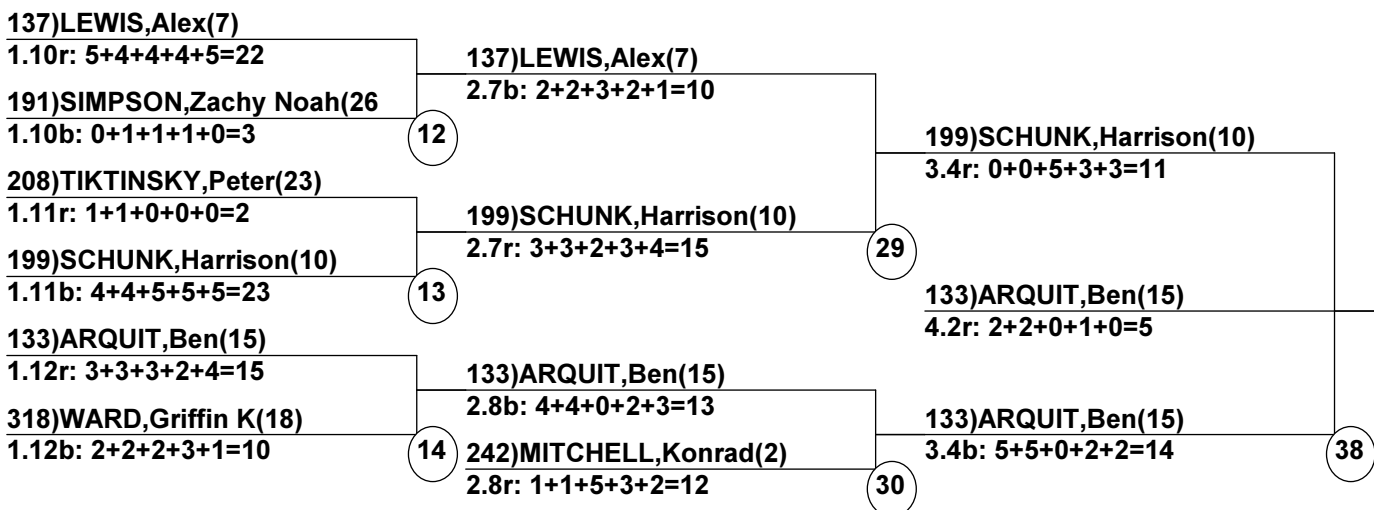 137)LEWIS,Alex(7)
1.10r: 5+4+4+4+5=22
191)SIMPSON,Zachy Noah(26
1.10b: 0+1+1+1+0=3
12
208)TIKTINSKY,Peter(23)
1.11r: 1+1+0+0+0=2
199)SCHUNK,Harrison(10)
1.11b: 4+4+5+5+5=23
13
133)ARQUIT,Ben(15)
1.12r: 3+3+3+2+4=15
318)WARD,Griffin K(18)
1.12b: 2+2+2+3+1=10
14
137)LEWIS,Alex(7)
2.7b: 2+2+3+2+1=10
199)SCHUNK,Harrison(10)
2.7r: 3+3+2+3+4=15
29
133)ARQUIT,Ben(15)
2.8b: 4+4+0+2+3=13
242)MITCHELL,Konrad(2)
2.8r: 1+1+5+3+2=12
30
199)SCHUNK,Harrison(10)
3.4r: 0+0+5+3+3=11
133)ARQUIT,Ben(15)
4.2r: 2+2+0+1+0=5
133)ARQUIT,Ben(15)
3.4b: 5+5+0+2+2=14
38